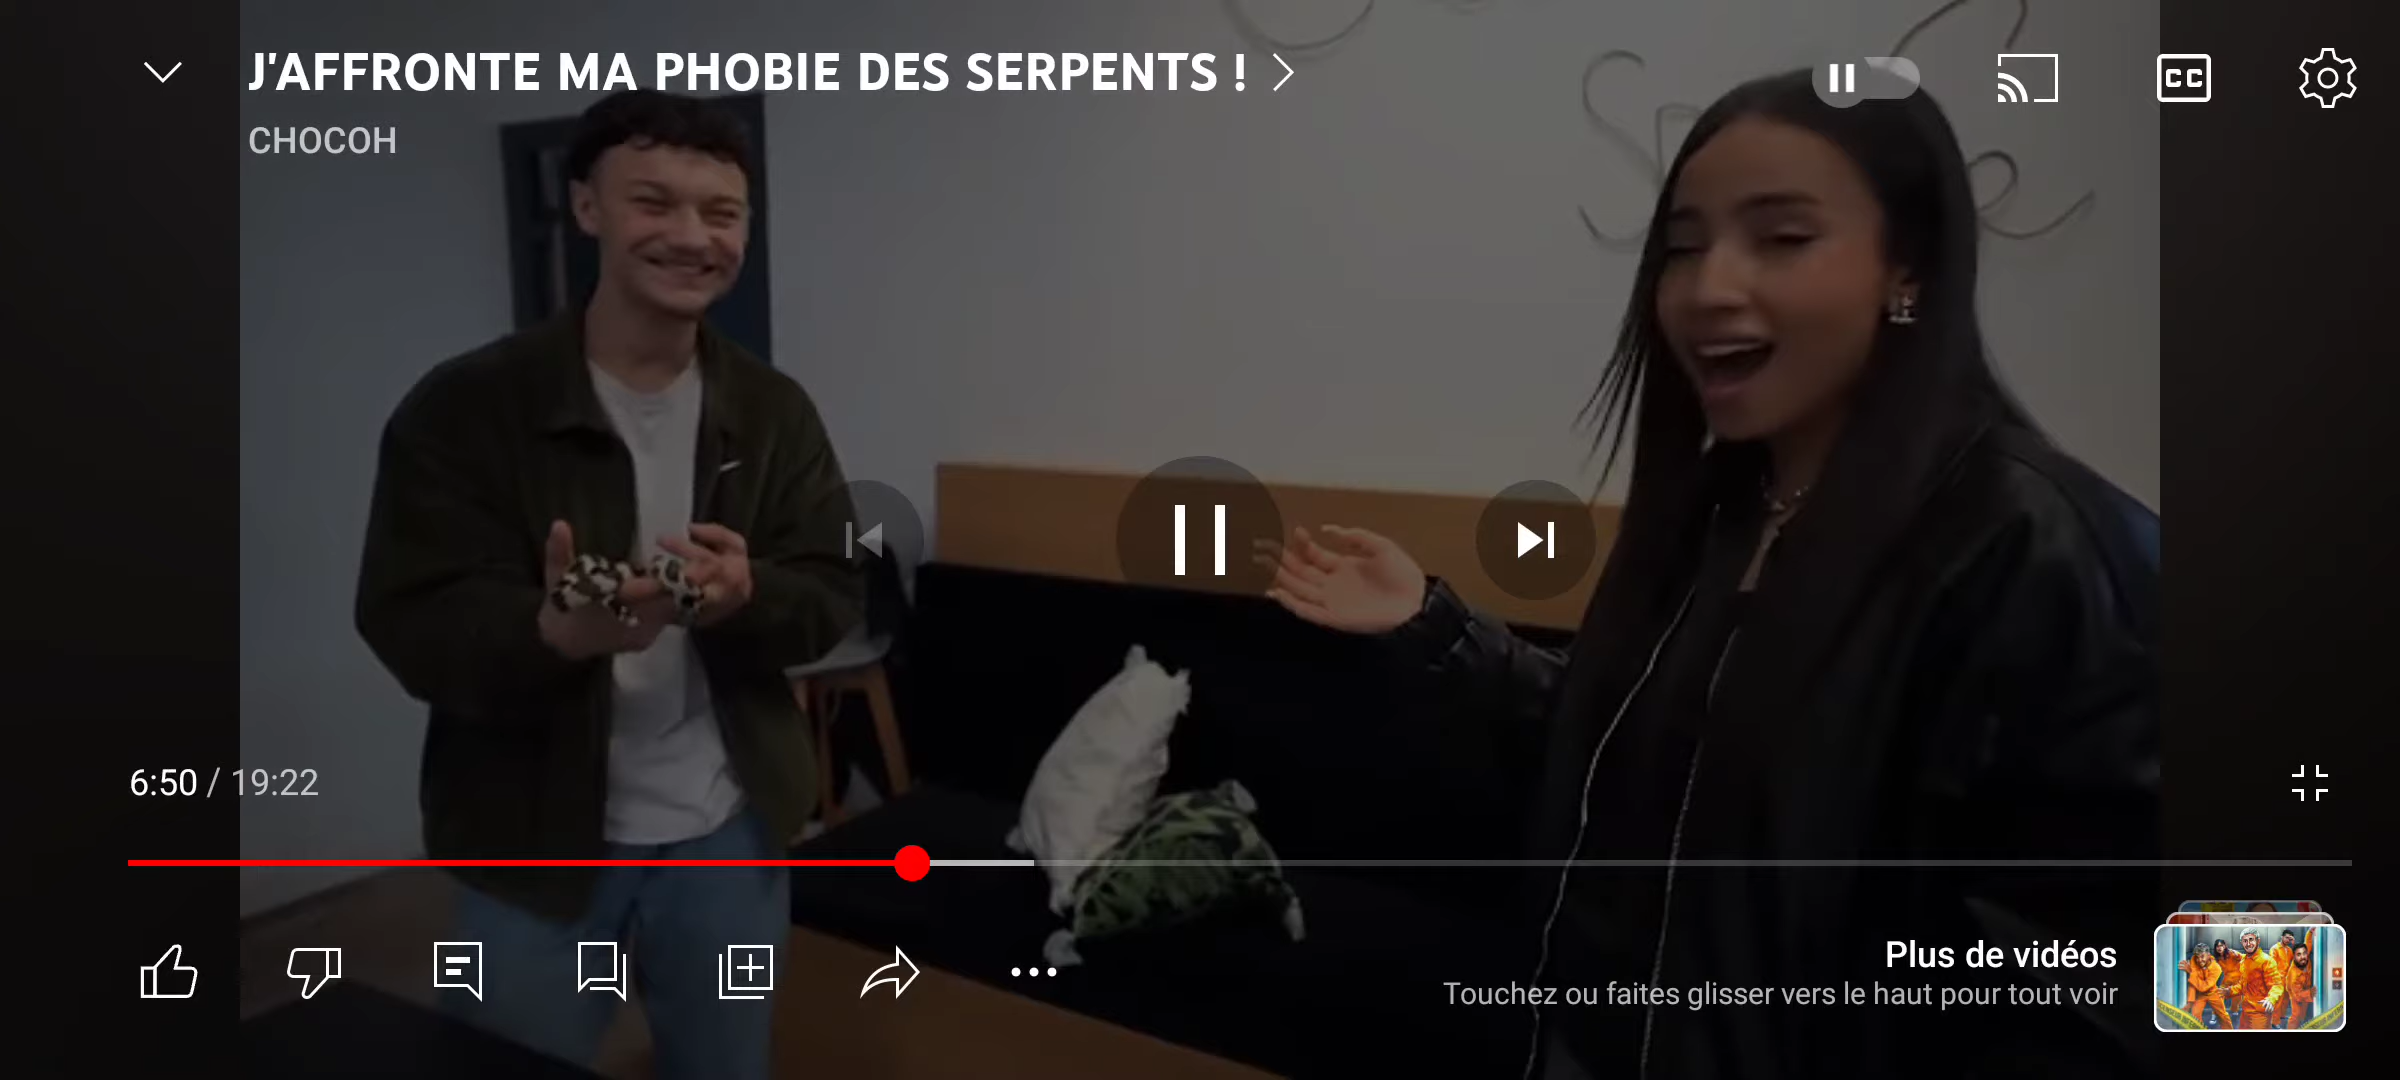 J'AFFRONTE MA PHOBIE DES SERPENTS !
CHOCOH
CC
6:50 / 19:22
Plus de vidéos
Touchez ou faites glisser vers le haut pour tout voir